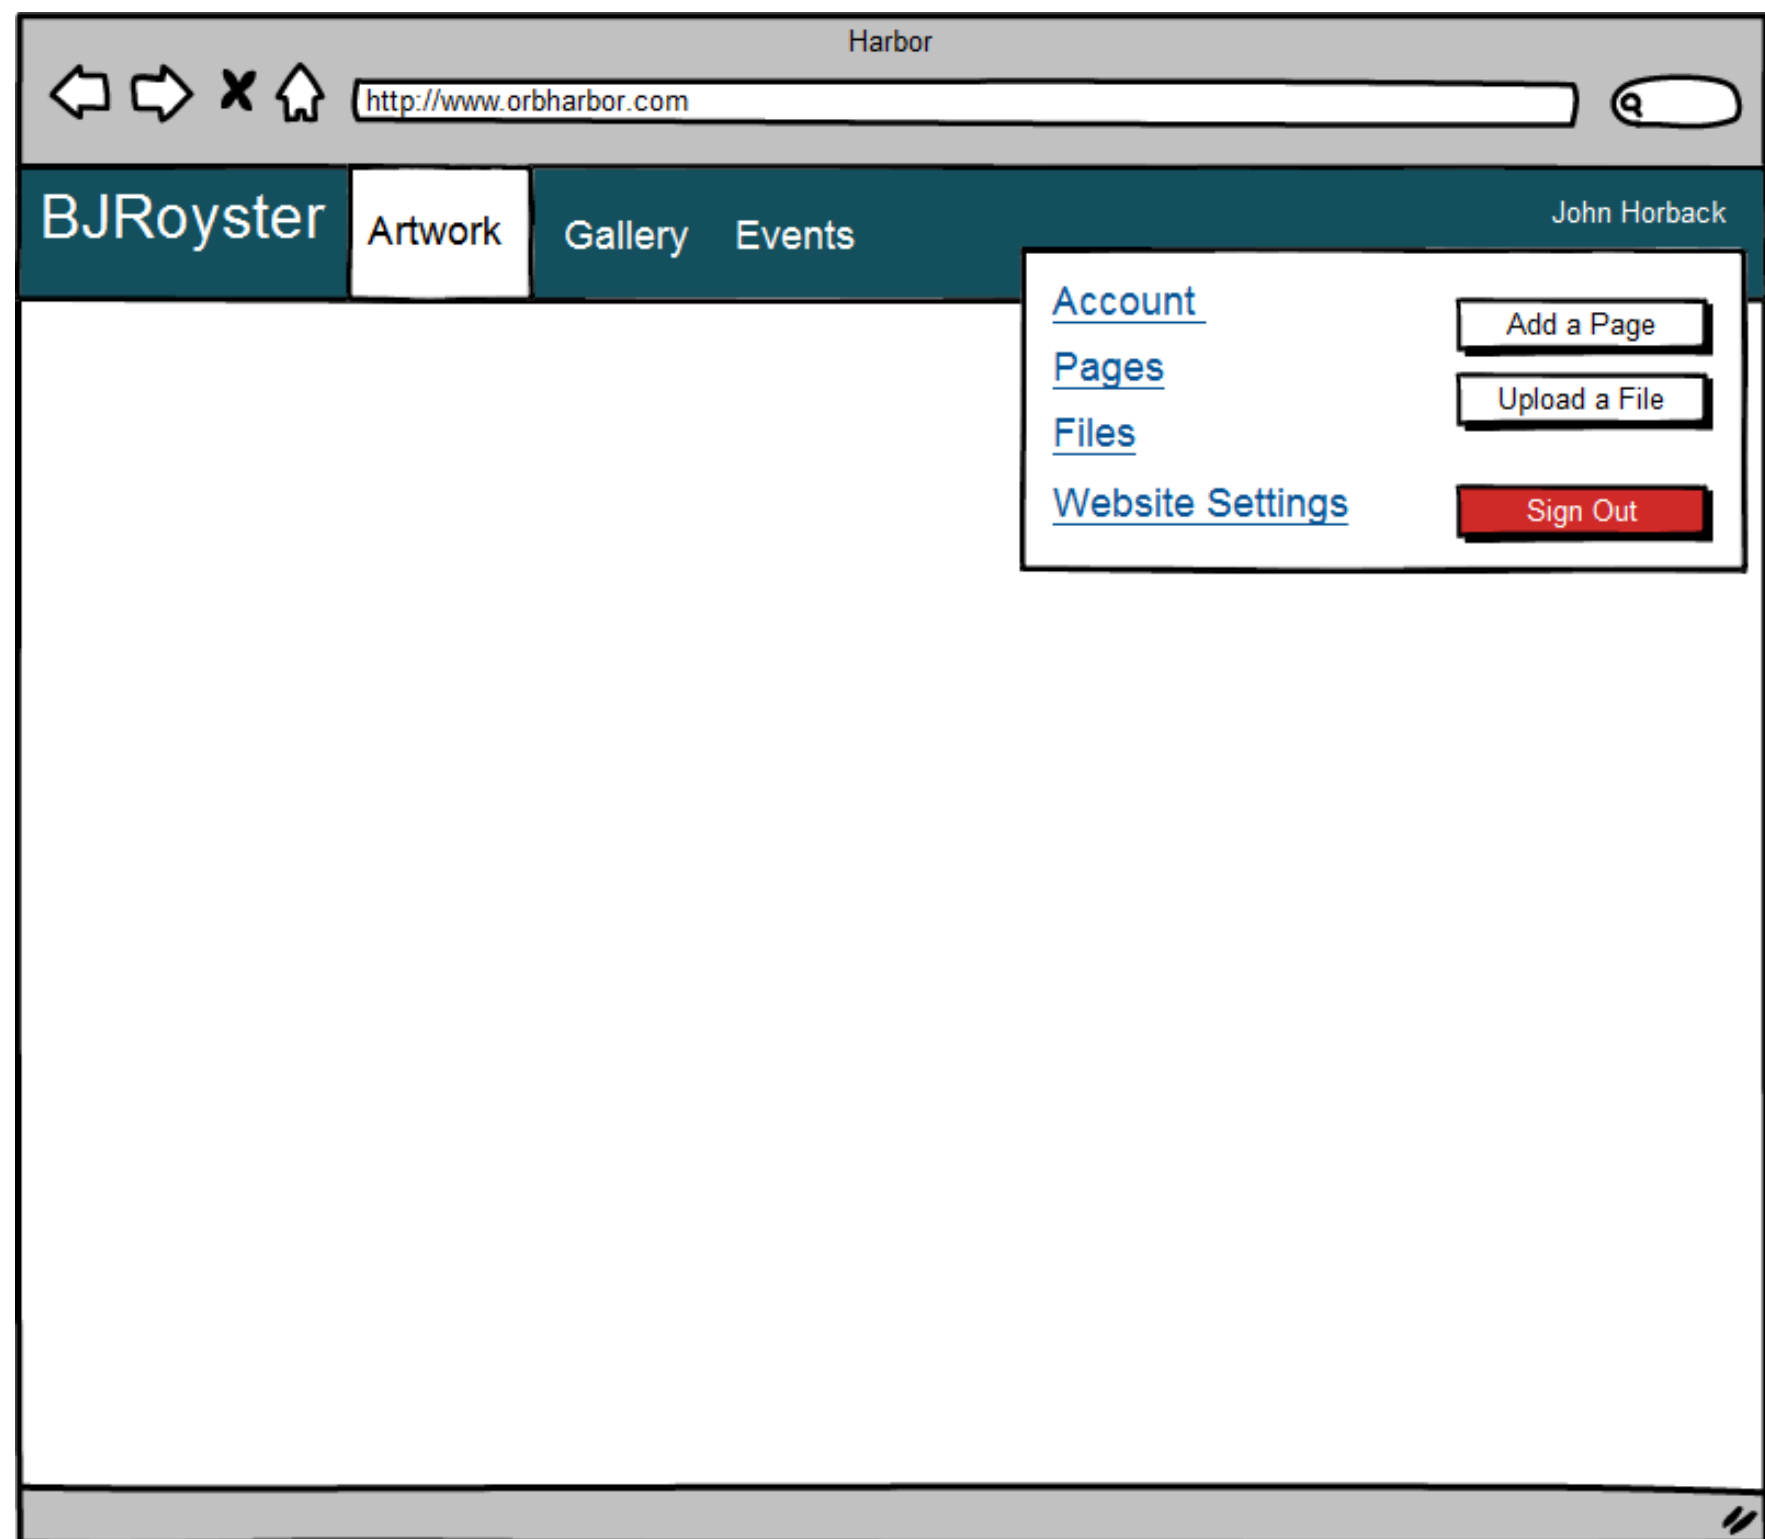 Harbor
http://www.orbharbor.com
BJRoyster
Artwork
Gallery
Events
John Horback
Account
Pages
Files
Website Settings
Add a Page
Upload a File
Sign Out